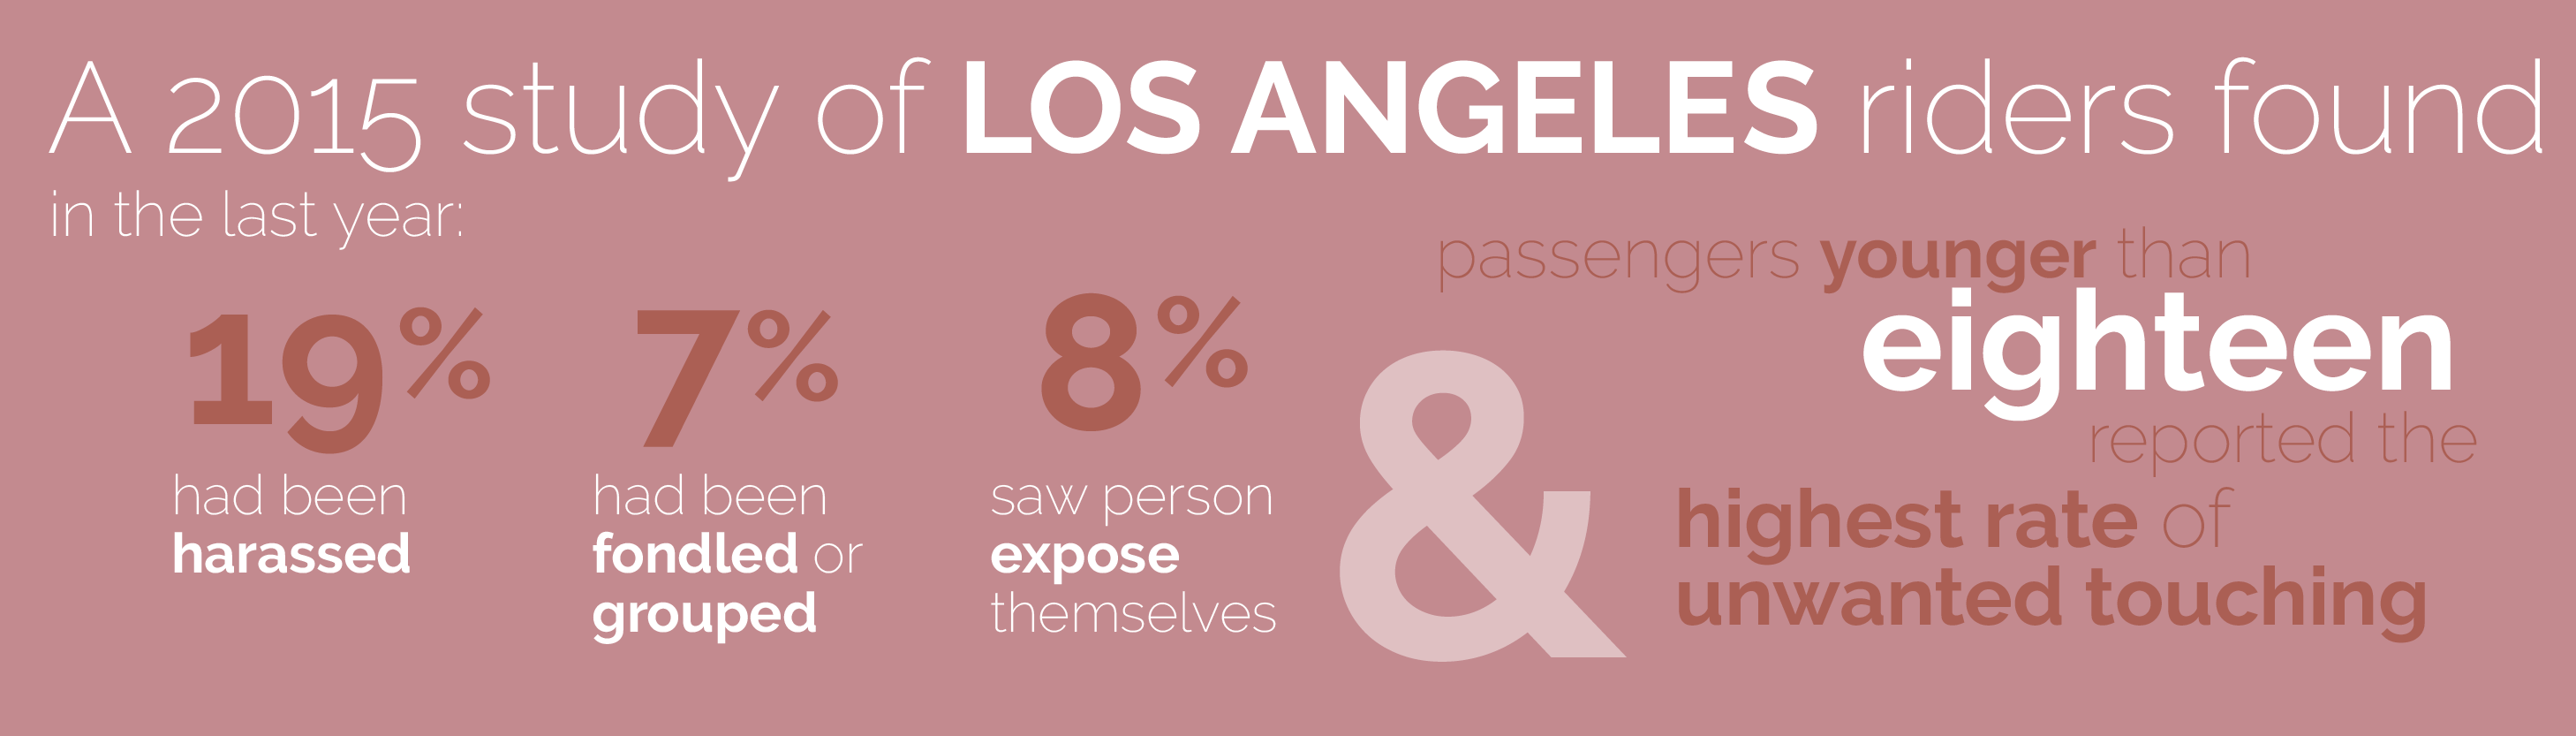 A 2015 study of LOS ANGELES riders found
in the last year:
19%
had been
harassed
7%
had been
fondled or
grouped
8%
saw person
expose
themselves
&
passengers younger than
eighteen
reported the
highest rate of
unwanted touching